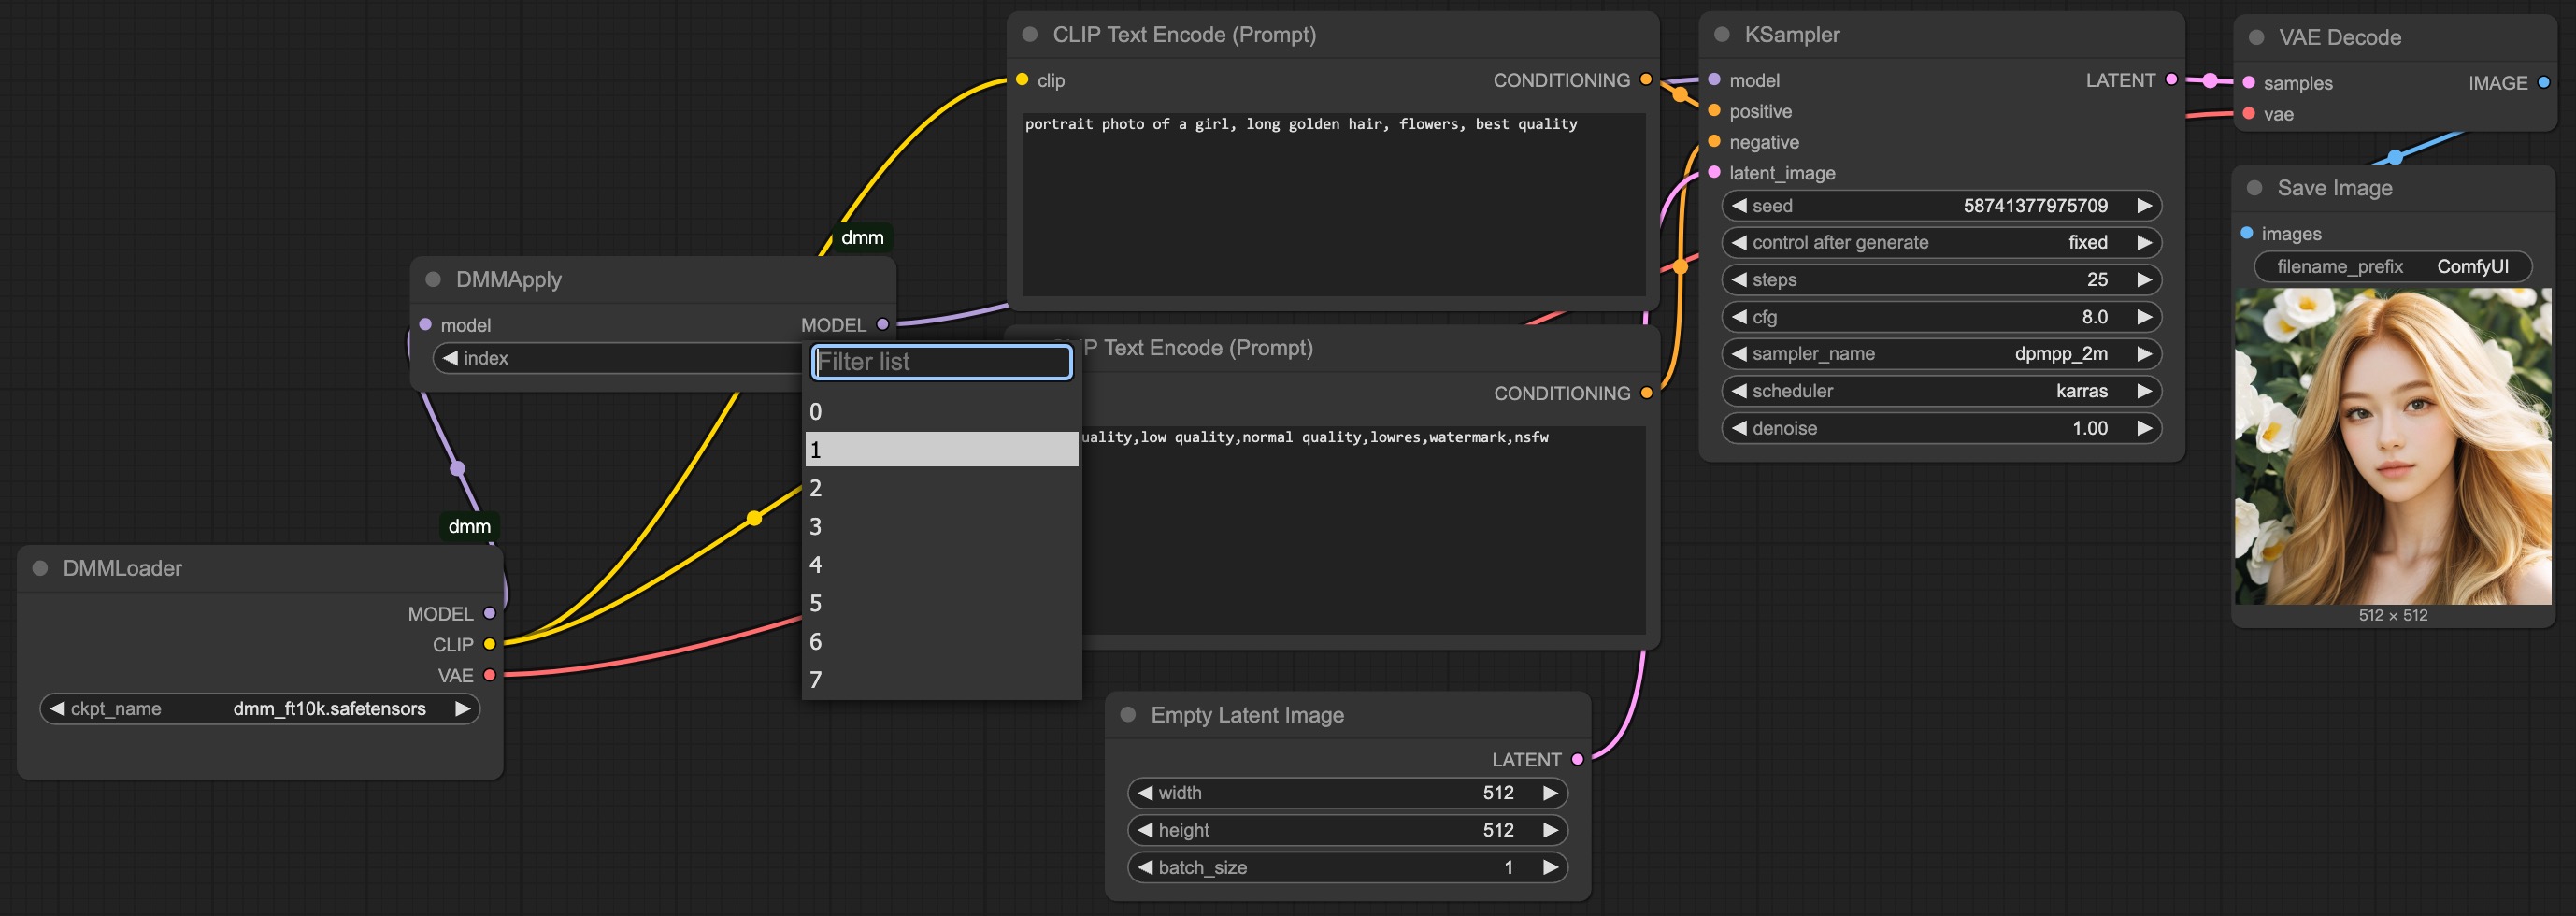 DMMLoader
dmm
MODEL
CLIP
VAE
ckpt_name dmm_ft10k.safetensors
DMMApply
dmm
model MODEL
index
Filter list
0
1
2
3
4
5
6
7
CLIP Text Encode (Prompt)
clip CONDITIONING
portrait photo of a girl, long golden hair, flowers, best quality
Text Encode (Prompt)
CONDITIONING
quality,normal quality,lowres,watermark,nsfw
Empty Latent Image
LATENT
width 512
height 512
batch_size 1
KSampler
model LATENT
positive
negative
latent_image
seed 58741377975709
control after generate fixed
steps 25
cfg 8.0
sampler_name dpmpp_2m
scheduler karras
denoise 1.00
VAE Decode
samples IMAGE
vae
Save Image
images
filename_prefix ComfyUI
512 × 512